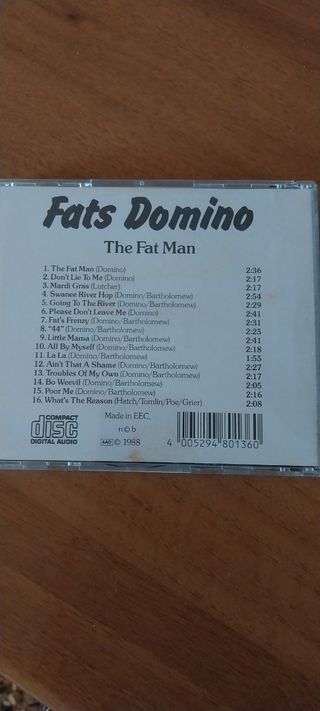 Fats Domino
The Fat Man
1. The Fat Man (Domino) 2:36
2. Don't Lie To Me (Domino) 2:17
3. Mardi Gras (Lutcher) 2:17
4. Swanee River Hop (Domino/Bartholomew) 2:54
5. Going To The River (Domino/Bartholomew) 2:29
6. Please Don't Leave Me (Domino) 2:41
7. Fat's Frenzy (Domino/Bartholomew) 2:31
8. "44" (Domino/Bartholomew) 2:25
9. Little Mama (Domino/Bartholomew) 2:41
10. All By Myself (Domino/Bartholomew) 2:18
11. La La (Domino/Bartholomew) 1:55
12. Ain't That A Shame (Domino/Bartholomew) 2:27
13. Troubles Of My Own (Domino/Bartholomew) 2:17
14. Bo Weevil (Domino/Bartholomew) 2:05
15. Poor Me (Domino/Bartholomew) 2:16
16. What's The Reason (Hatch/Tomlin/Poe/Grier) 2:08
COMPACT
disc
DIGITAL AUDIO
Made in EEC,
n©b
AAD © 1988
4 005294 801360